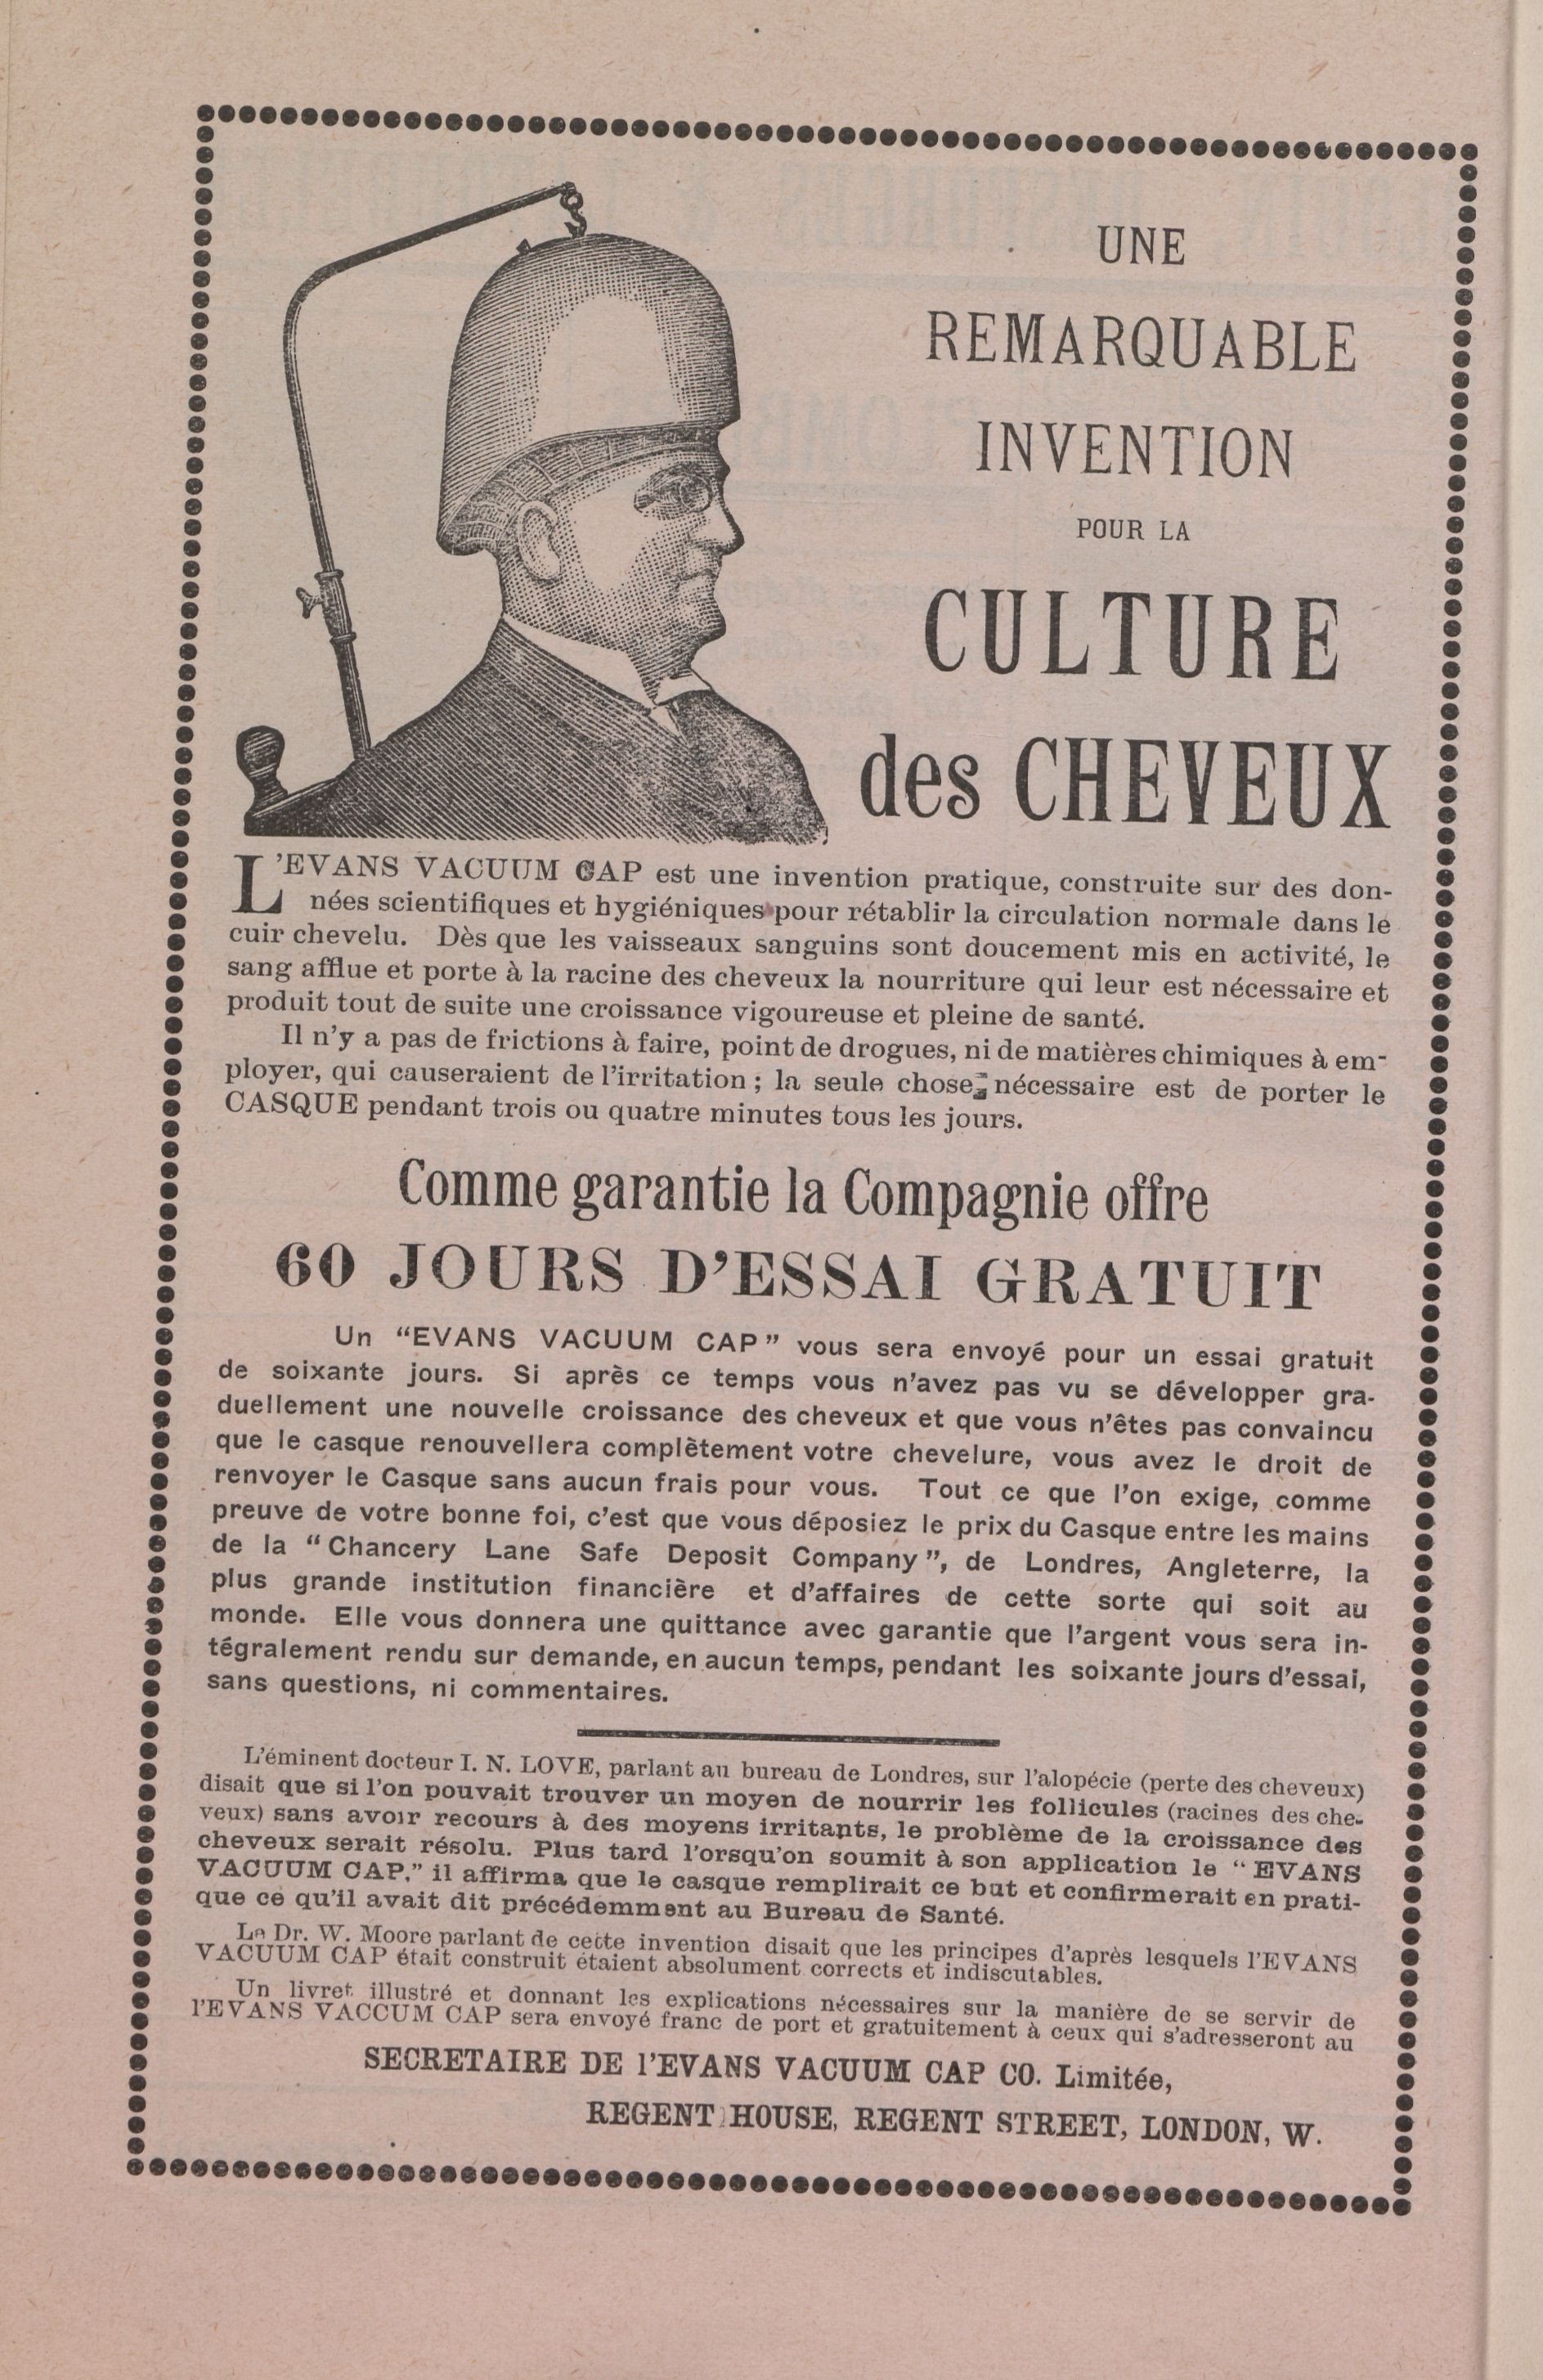 UNE
REMARQUABLE
INVENTION
POUR LA
CULTURE
des CHEVEUX
L'EVANS VACUUM CAP est une invention pratique, construite sur des don-
nées scientifiques et hygiéniques pour rétablir la circulation normale dans le
cuir chevelu. Dès que les vaisseaux sanguins sont doucement mis en activité, le
sang afflue et porte à la racine des cheveux la nourriture qui leur est nécessaire et
produit tout de suite une croissance vigoureuse et pleine de santé.
Il n'y a pas de frictions à faire, point de drogues, ni de matières chimiques à em-
ployer, qui causeraient de l'irritation ; la seule chose nécessaire est de porter le
CASQUE pendant trois ou quatre minutes tous les jours.
Comme garantie la Compagnie offre
60 JOURS D'ESSAI GRATUIT
Un "EVANS VACUUM CAP" vous sera envoyé pour un essai gratuit
de soixante jours. Si après ce temps vous n'avez pas vu se développer gra-
duellement une nouvelle croissance des cheveux et que vous n'êtes pas convaincu
que le casque renouvellera complètement votre chevelure, vous avez le droit de
renvoyer le Casque sans aucun frais pour vous. Tout ce que l'on exige, comme
preuve de votre bonne foi, c'est que vous déposiez le prix du Casque entre les mains
de la "Chancery Lane Safe Deposit Company", de Londres, Angleterre, la
plus grande institution financière et d'affaires de cette sorte qui soit au
monde. Elle vous donnera une quittance avec garantie que l'argent vous sera in-
tégralement rendu sur demande, en aucun temps, pendant les soixante jours d'essai,
sans questions, ni commentaires.
L'éminent docteur I. N. LOVE, parlant au bureau de Londres, sur l'alopécie (perte des cheveux)
disait que si l'on pouvait trouver un moyen de nourrir les follicules (racines des che-
veux) sans avoir recours à des moyens irritants, le problème de la croissance des
cheveux serait résolu. Plus tard l'orsqu'on soumit à son application le "EVANS
VACUUM CAP," il affirma que le casque remplirait ce but et confirmerait en prati-
que ce qu'il avait dit précédemment au Bureau de Santé.
Le Dr. W. Moore parlant de cette invention disait que les principes d'après lesquels l'EVANS
VACUUM CAP était construit étaient absolument corrects et indiscutables.
Un livret illustré et donnant les explications nécessaires sur la manière de se servir de
l'EVANS VACCUM CAP sera envoyé franc de port et gratuitement à ceux qui s'adresseront au
SECRETAIRE DE l'EVANS VACUUM CAP CO. Limitée,
REGENT HOUSE, REGENT STREET, LONDON, W.